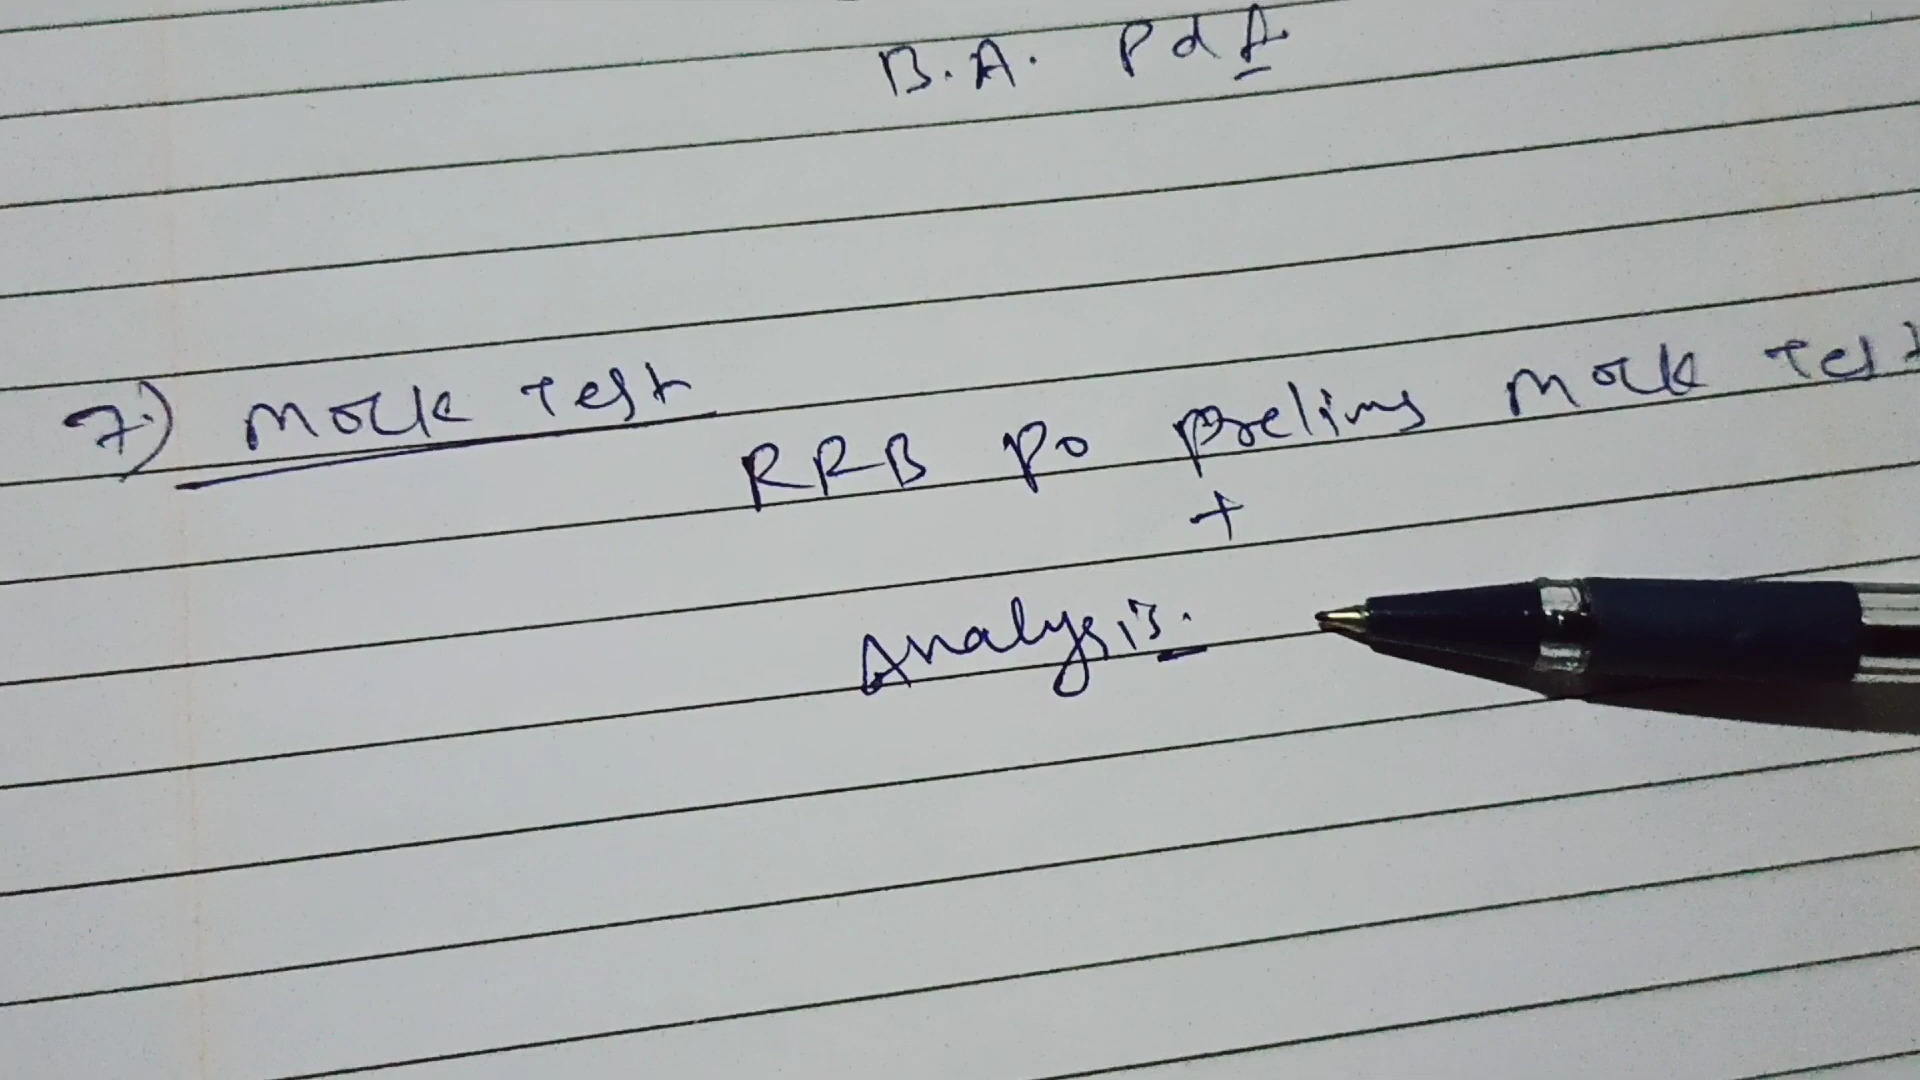 B.A. Pdf
7.) Mock Test
RRB PO prelims Mock Test
+
Analysis.